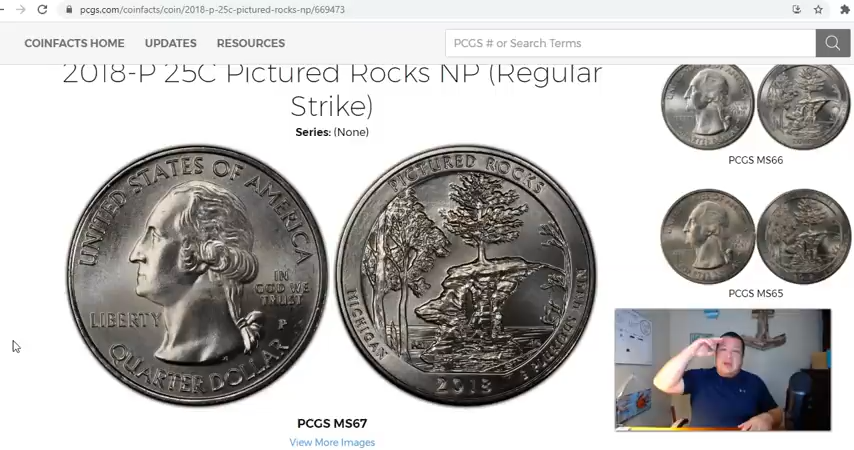 pcgs.com/coinfacts/coin/2018-p-25c-pictured-rocks-np/669473
COINFACTS HOME UPDATES RESOURCES PCGS # or Search Terms
2018-P 25C Pictured Rocks NP (Regular
Strike)
Series: (None)
UNITED STATES OF AMERICA
IN
GOD WE
TRUST
LIBERTY
P
QUARTER DOLLAR
PICTURED ROCKS
MICHIGAN
2018
E PLURIBUS UNUM
PCGS MS67
View More Images
PCGS MS66
PCGS MS65